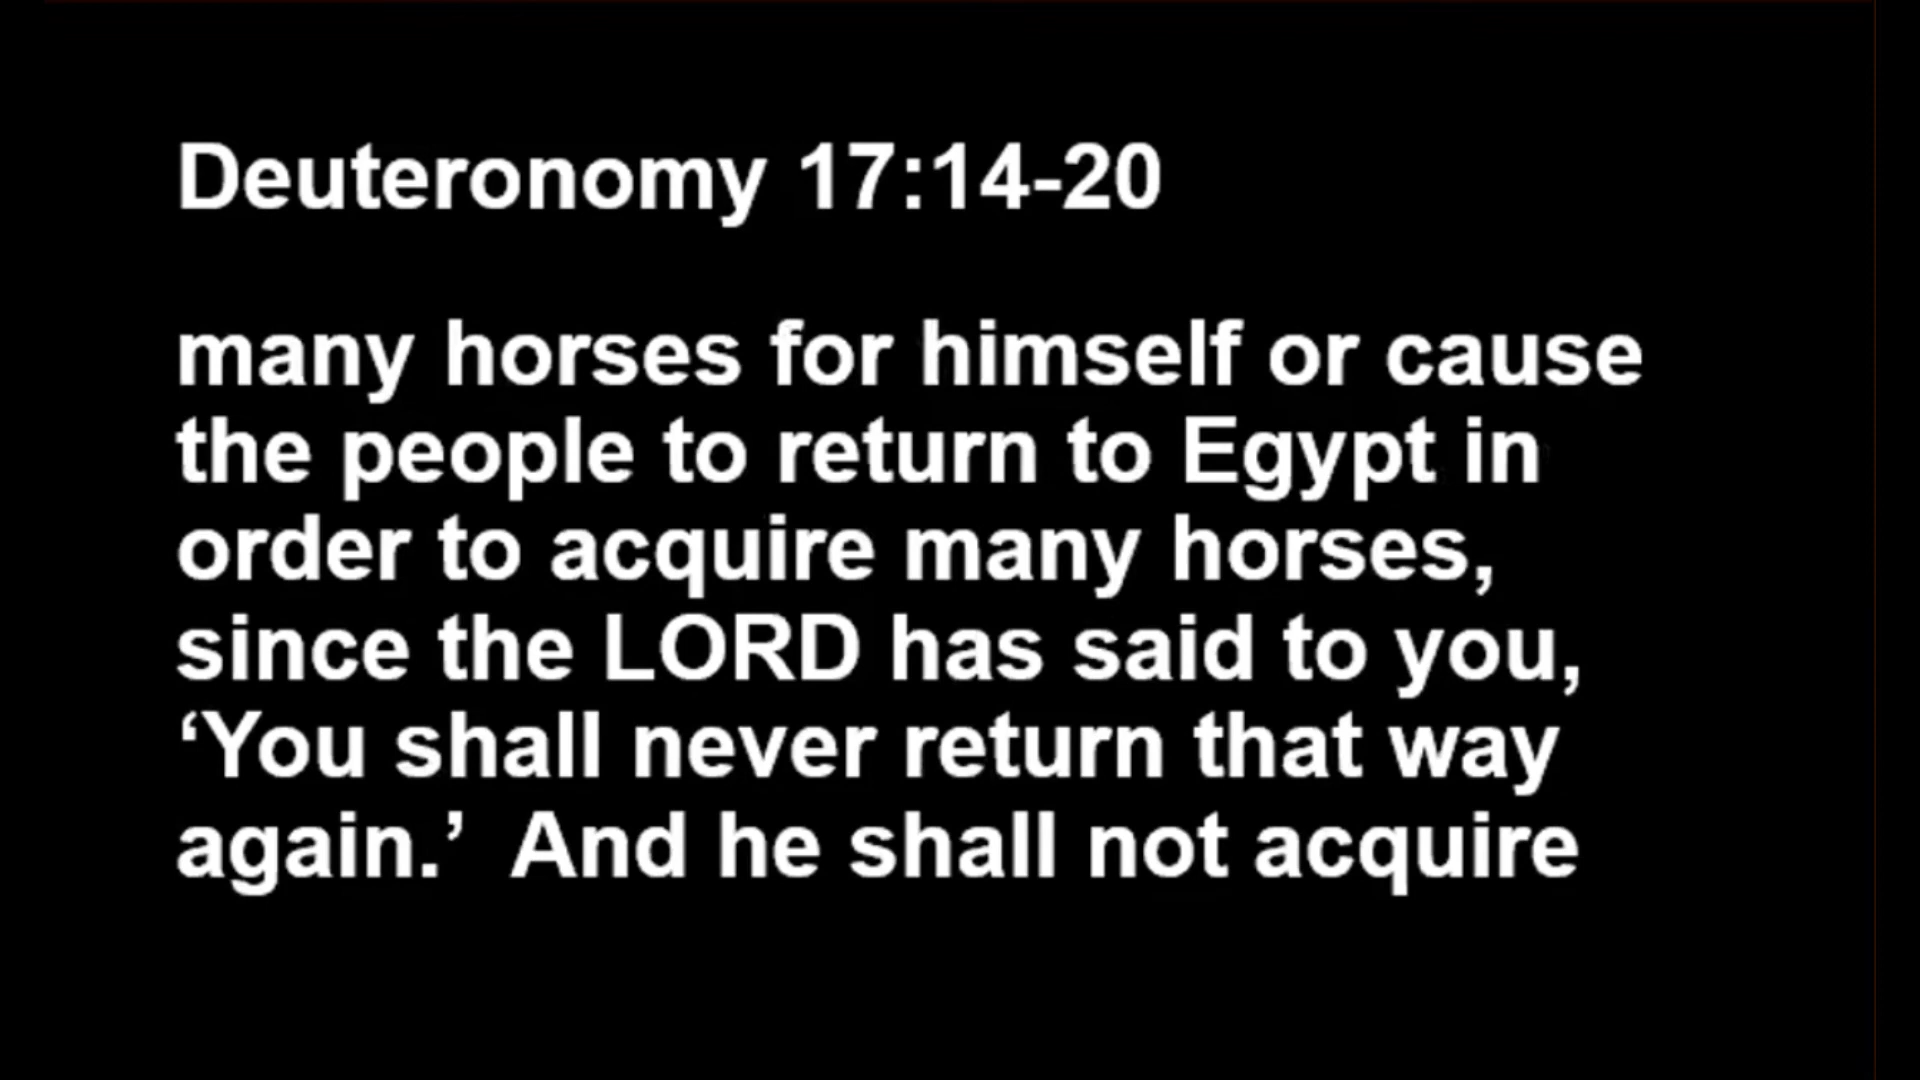 Deuteronomy 17:14-20
many horses for himself or cause
the people to return to Egypt in
order to acquire many horses,
since the LORD has said to you,
‘You shall never return that way
again.’  And he shall not acquire